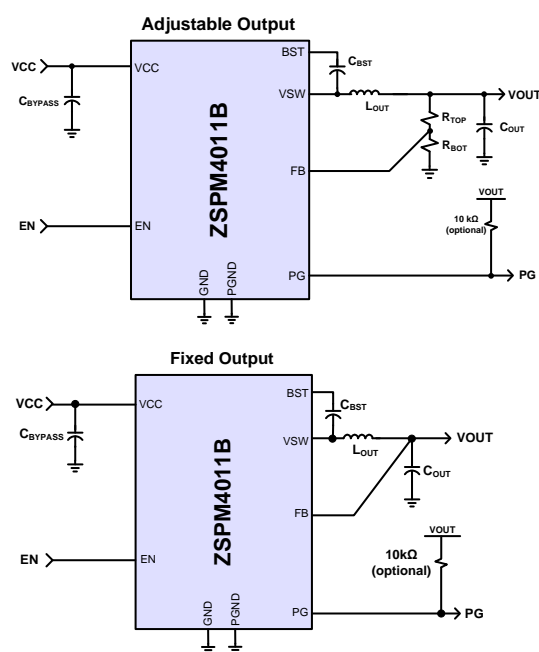 Adjustable Output
VCC
VCC
CBYPASS
BST
CBST
VSW
LOUT
VOUT
RTOP
COUT
RBOT
FB
ZSPM4011B
EN
EN
VOUT
10 kΩ
(optional)
GND
PGND
PG
PG
Fixed Output
VCC
VCC
CBYPASS
BST
CBST
VSW
LOUT
VOUT
COUT
FB
ZSPM4011B
EN
EN
VOUT
10kΩ
(optional)
GND
PGND
PG
PG